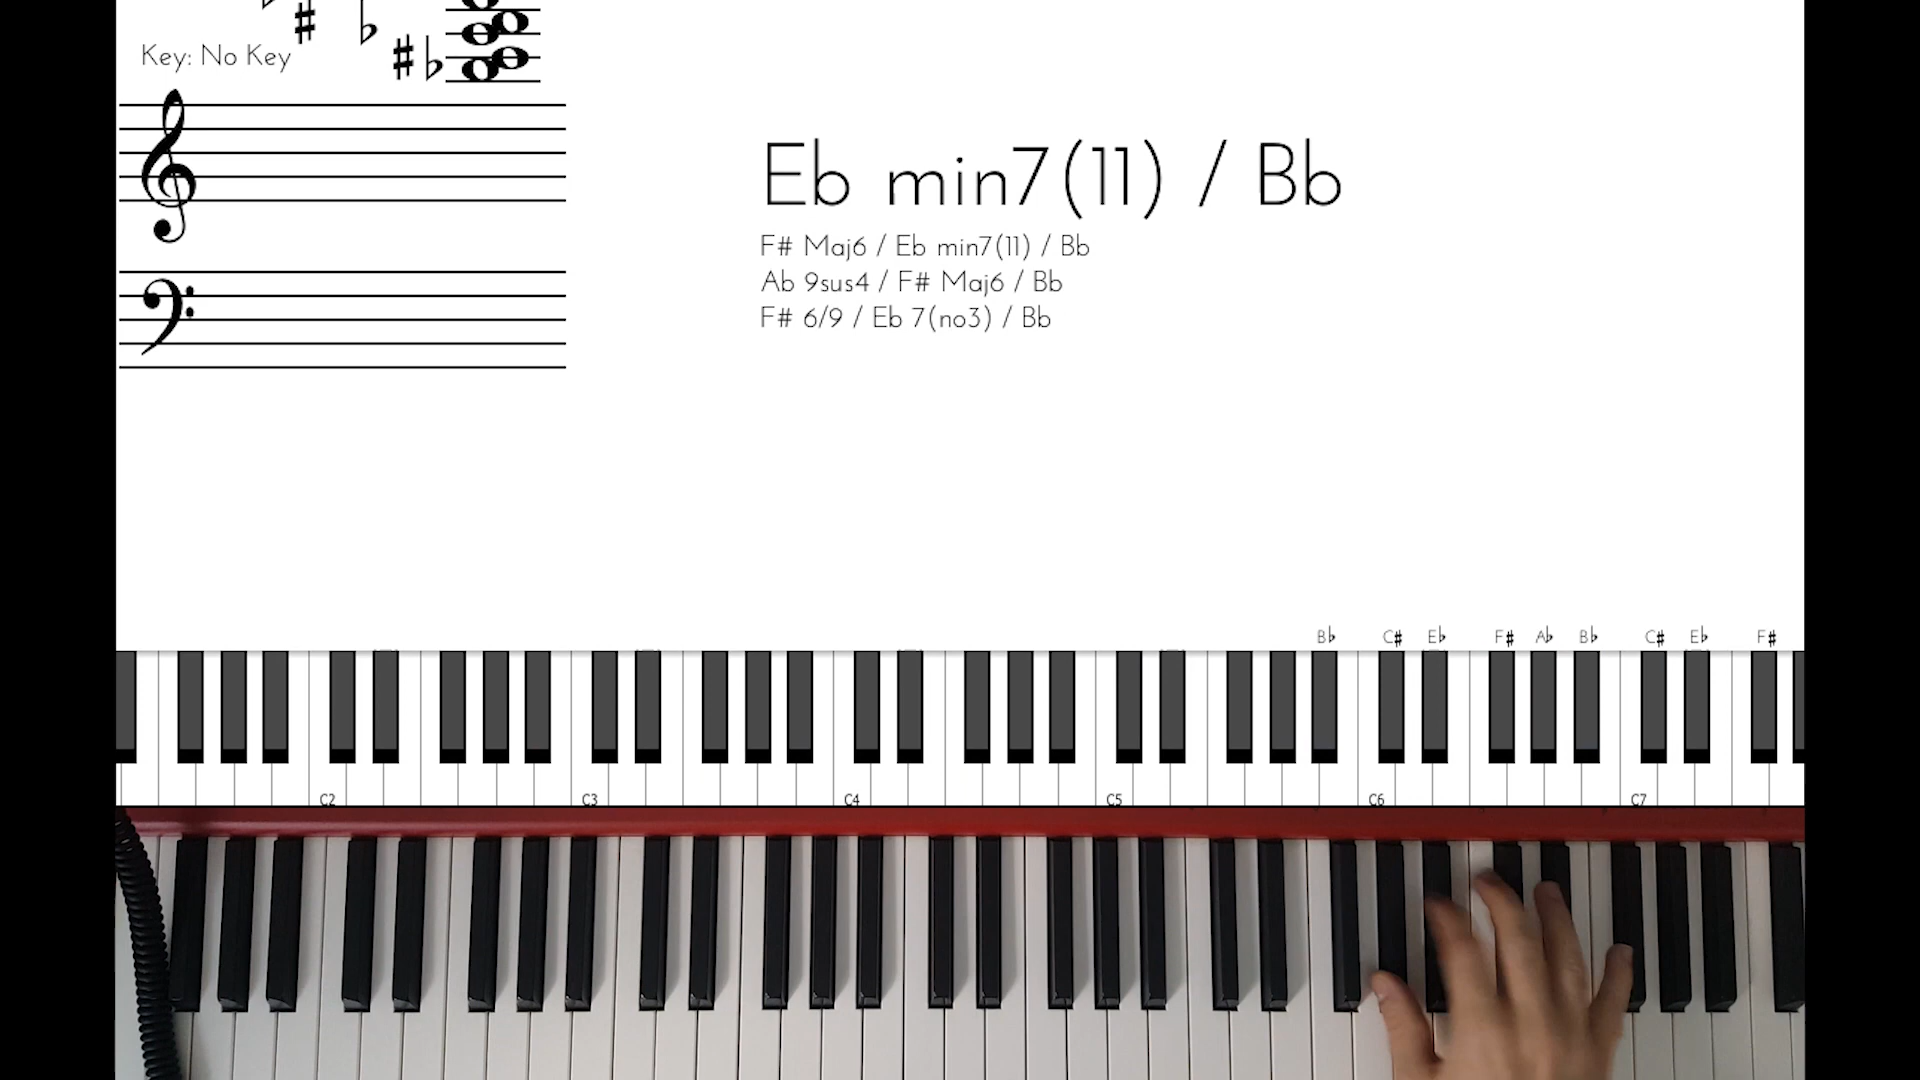 Key: No Key
Eb min7(11) / Bb
F# Maj6 / Eb min7(11) / Bb
Ab 9sus4 / F# Maj6 / Bb
F# 6/9 / Eb 7(no3) / Bb
B♭ C♯ E♭ F♯ A♭ B♭ C♯ E♭ F♯
C2 C3 C4 C5 C6 C7